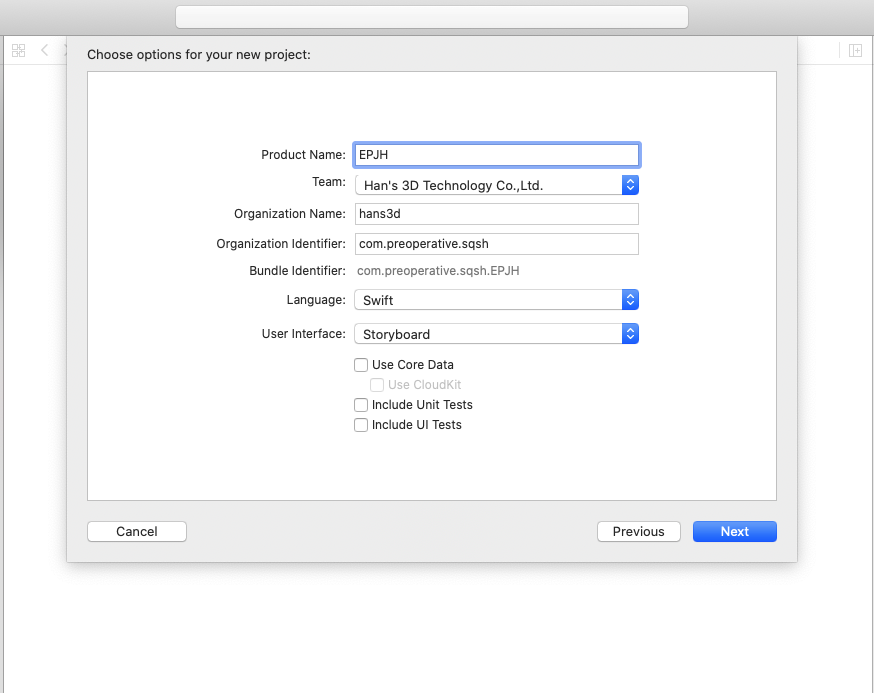 Choose options for your new project:
Product Name: EPJH
Team: Han's 3D Technology Co.,Ltd.
Organization Name: hans3d
Organization Identifier: com.preoperative.sqsh
Bundle Identifier: com.preoperative.sqsh.EPJH
Language: Swift
User Interface: Storyboard
Use Core Data
Use CloudKit
Include Unit Tests
Include UI Tests
Cancel Previous Next